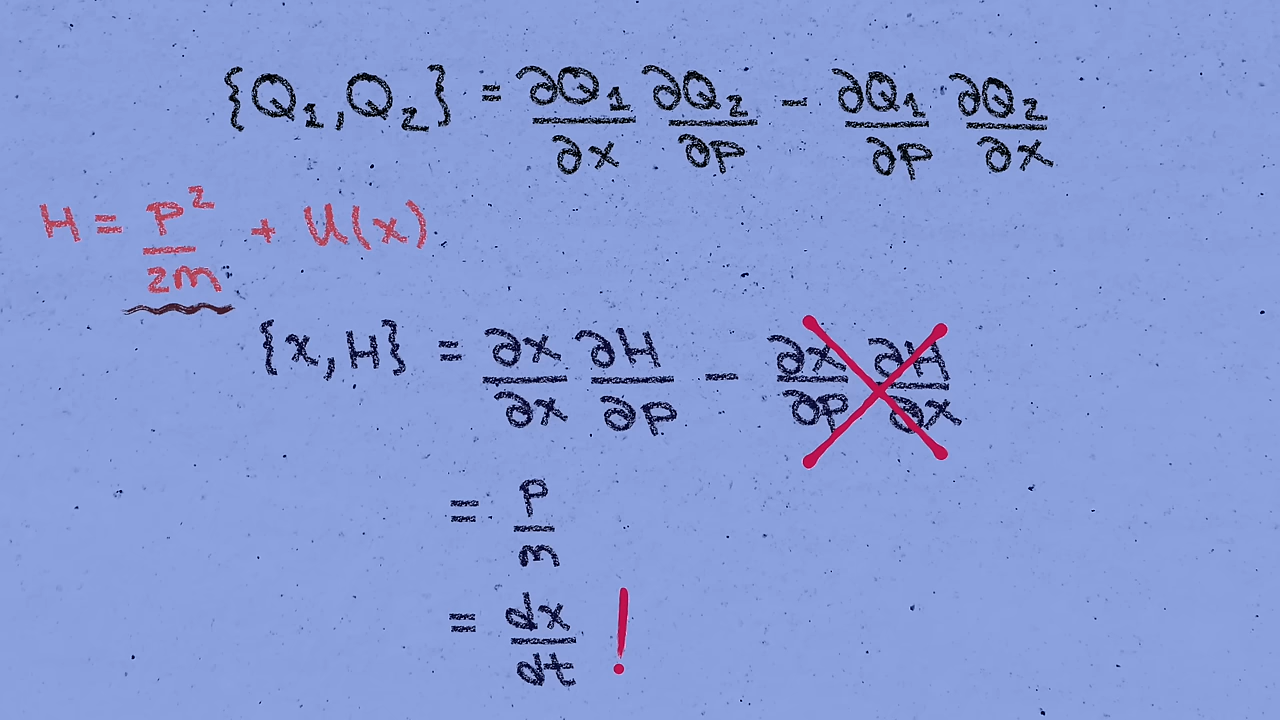 {Q₁,Q₂} = ∂Q₁/∂x ∂Q₂/∂p - ∂Q₁/∂p ∂Q₂/∂x
H = p²/2m + U(x)
{x,H} = ∂x/∂x ∂H/∂p - ∂x/∂p ∂H/∂x
= p/m
= dx/dt !